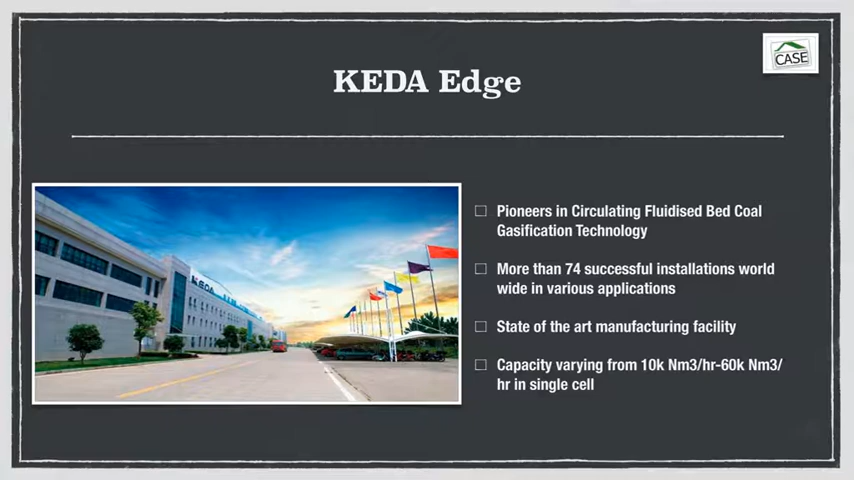 CASE
KEDA Edge
KEDA
Pioneers in Circulating Fluidised Bed Coal
Gasification Technology
More than 74 successful installations world
wide in various applications
State of the art manufacturing facility
Capacity varying from 10k Nm3/hr-60k Nm3/
hr in single cell